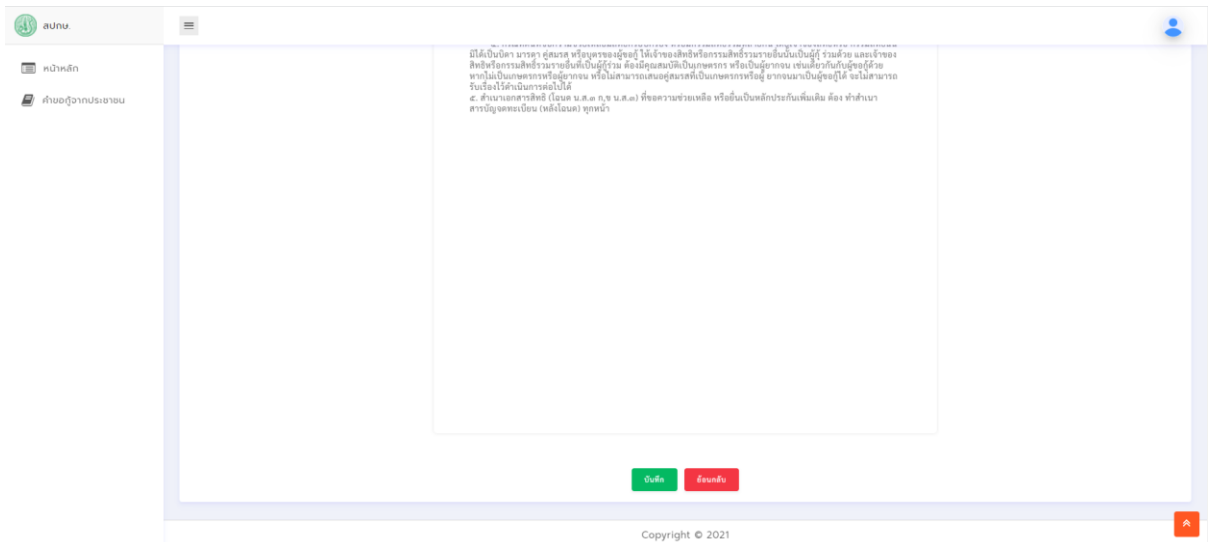 สปกษ.
หน้าหลัก
คำขอกู้จากประชาชน
มิได้เป็นบิดา มารดา คู่สมรส หรือบุตรของผู้ขอกู้ ให้เจ้าของสิทธิหรือกรรมสิทธิ์รวมรายอื่นนั้นเป็นผู้กู้ ร่วมด้วย และเจ้าของ
สิทธิหรือกรรมสิทธิ์รวมรายอื่นที่เป็นผู้กู้ร่วม ต้องมีคุณสมบัติเป็นเกษตรกร หรือเป็นผู้ยากจน เช่นเดียวกันกับผู้ขอกู้ด้วย
หากไม่เป็นเกษตรกรหรือผู้ยากจน หรือไม่สามารถเสนอคู่สมรสที่เป็นเกษตรกรหรือผู้ ยากจนมาเป็นผู้ขอกู้ได้ จะไม่สามารถ
รับเรื่องไว้ดำเนินการต่อไปได้
๕. สำเนาเอกสารสิทธิ (โฉนด น.ส.๓ ก,ข น.ส.๓) ที่ขอความช่วยเหลือ หรืออื่นเป็นหลักประกันเพิ่มเติม ต้อง ทำสำเนา
สารบัญจดทะเบียน (หลังโฉนด) ทุกหน้า
บันทึก
ย้อนกลับ
Copyright © 2021